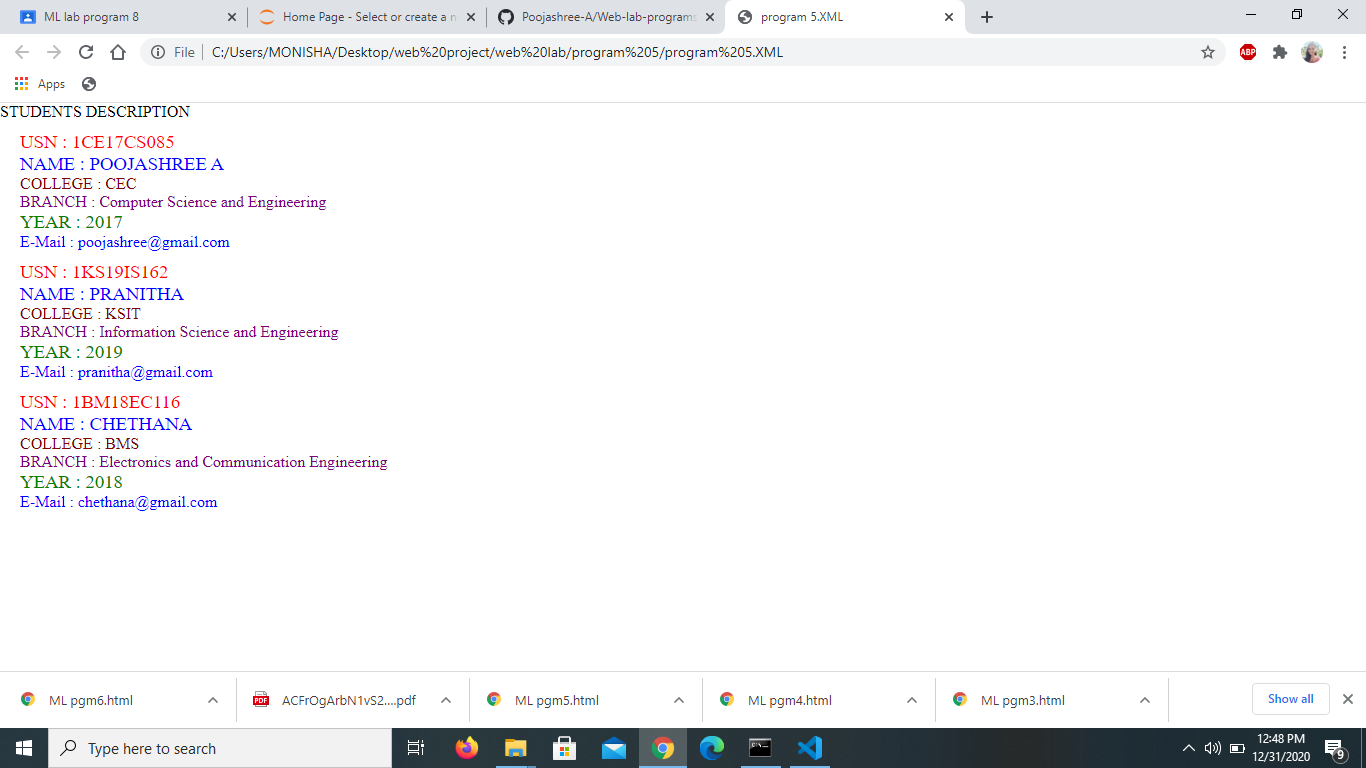 ML lab program 8
Home Page - Select or create a n
Poojashree-A/Web-lab-programs
program 5.XML
File
C:/Users/MONISHA/Desktop/web%20project/web%20lab/program%205/program%205.XML
ABP
Apps
STUDENTS DESCRIPTION
USN : 1CE17CS085
NAME : POOJASHREE A
COLLEGE : CEC
BRANCH : Computer Science and Engineering
YEAR : 2017
E-Mail : poojashree@gmail.com
USN : 1KS19IS162
NAME : PRANITHA
COLLEGE : KSIT
BRANCH : Information Science and Engineering
YEAR : 2019
E-Mail : pranitha@gmail.com
USN : 1BM18EC116
NAME : CHETHANA
COLLEGE : BMS
BRANCH : Electronics and Communication Engineering
YEAR : 2018
E-Mail : chethana@gmail.com
ML pgm6.html
PDF
ACFrOgArbN1vS2....pdf
ML pgm5.html
ML pgm4.html
ML pgm3.html
Show all
Type here to search
12:48 PM
12/31/2020
9